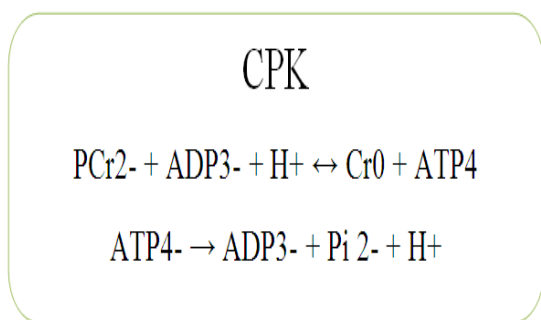 CPK
PCr2- + ADP3- + H+ ↔ Cr0 + ATP4
ATP4- → ADP3- + Pi 2- + H+